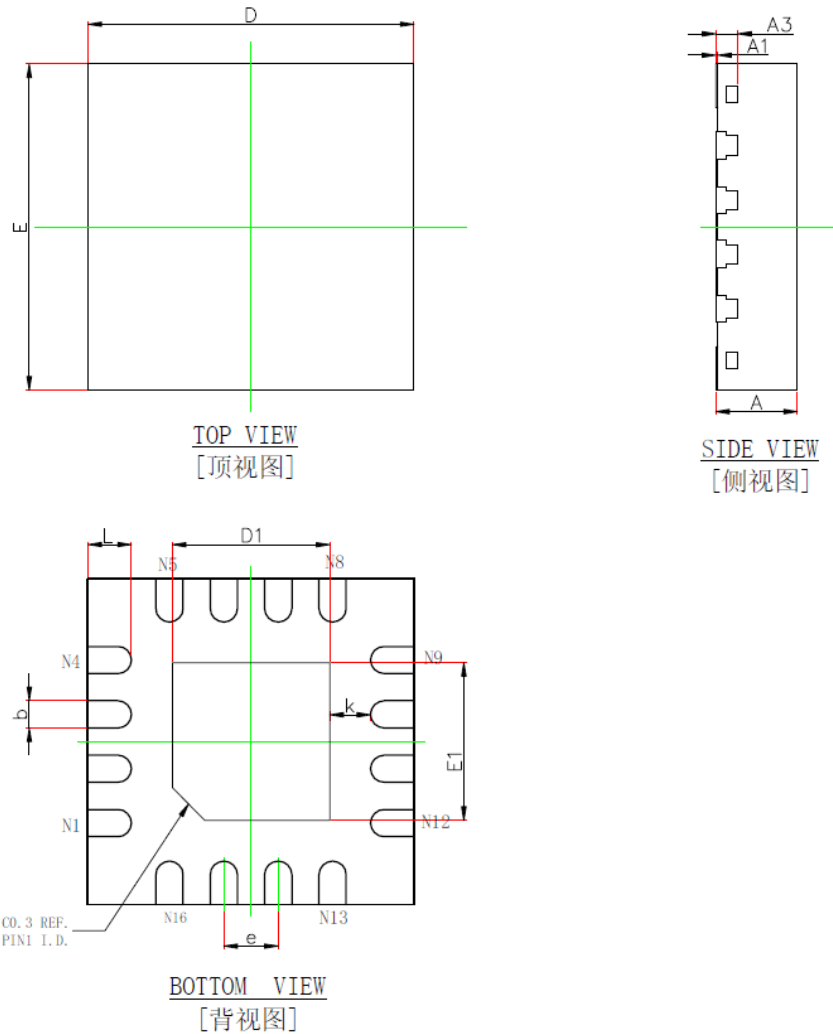 D
E
TOP VIEW
[顶视图]
A3
A1
A
SIDE VIEW
[侧视图]
L
D1
N5
N8
N4
N9
b
k
E1
N1
N12
C0.3 REF.
PIN1 I.D.
N16
N13
e
BOTTOM VIEW
[背视图]